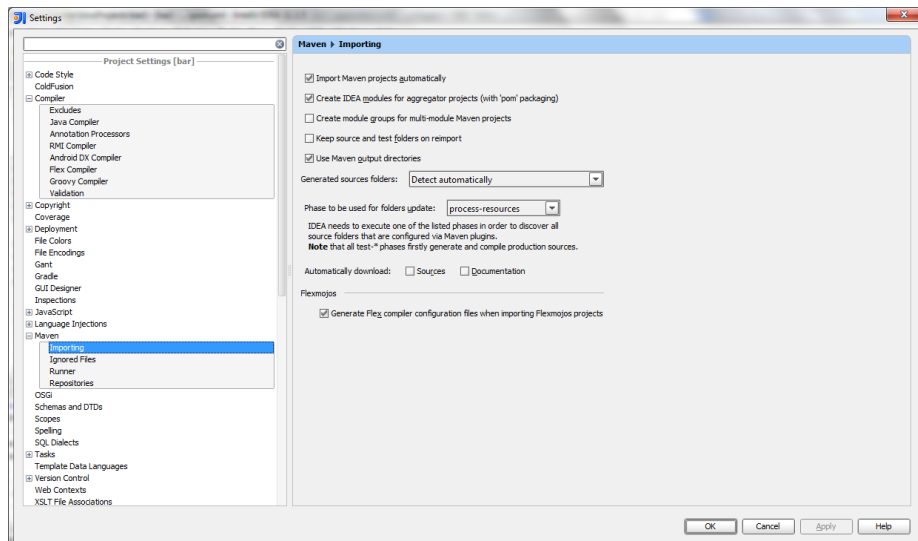 Settings
Project Settings [bar]
Code Style
ColdFusion
Compiler
Excludes
Java Compiler
Annotation Processors
RMI Compiler
Android DX Compiler
Flex Compiler
Groovy Compiler
Validation
Copyright
Coverage
Deployment
File Colors
File Encodings
Gant
Gradle
GUI Designer
Inspections
JavaScript
Language Injections
Maven
Importing
Ignored Files
Runner
Repositories
OSGi
Schemas and DTDs
Scopes
Spelling
SQL Dialects
Tasks
Template Data Languages
Version Control
Web Contexts
XSLT File Associations
Maven ▸ Importing
Import Maven projects automatically
Create IDEA modules for aggregator projects (with 'pom' packaging)
Create module groups for multi-module Maven projects
Keep source and test folders on reimport
Use Maven output directories
Generated sources folders: Detect automatically
Phase to be used for folders update: process-resources
IDEA needs to execute one of the listed phases in order to discover all
source folders that are configured via Maven plugins.
Note that all test-* phases firstly generate and compile production sources.
Automatically download: Sources Documentation
Flexmojos
Generate Flex compiler configuration files when importing Flexmojos projects
OK Cancel Apply Help